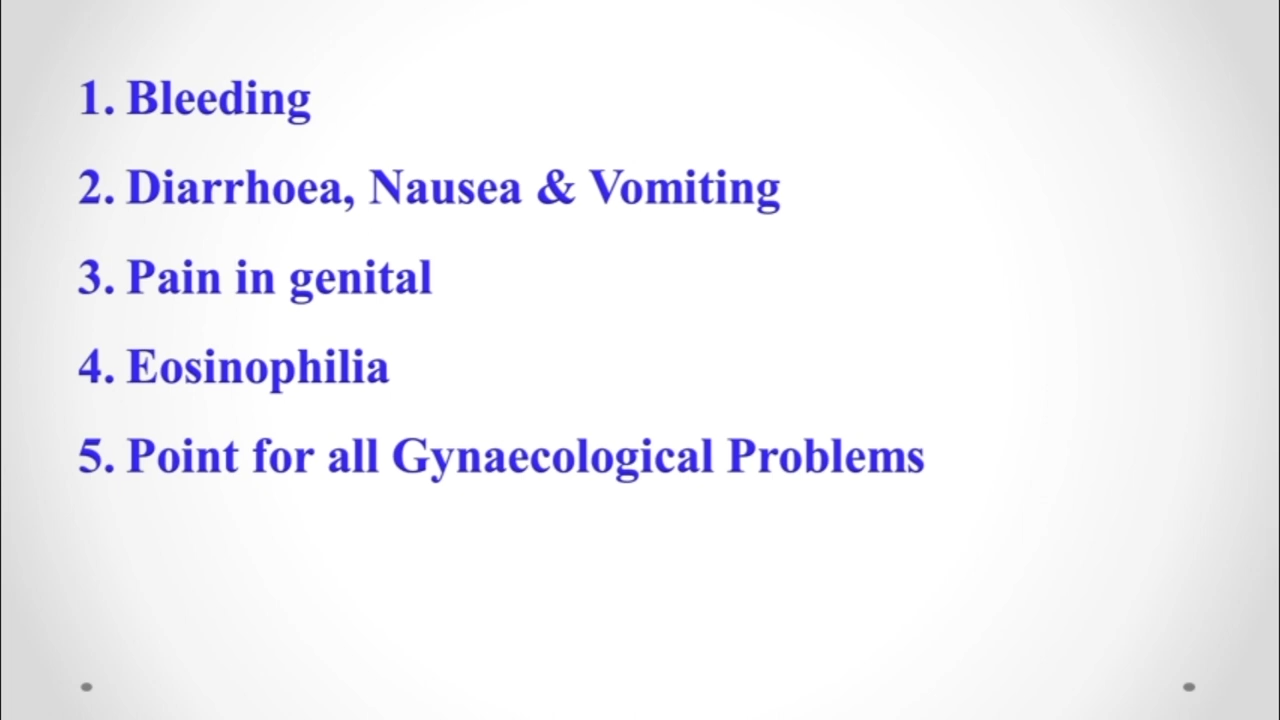 1. Bleeding
2. Diarrhoea, Nausea & Vomiting
3. Pain in genital
4. Eosinophilia
5. Point for all Gynaecological Problems